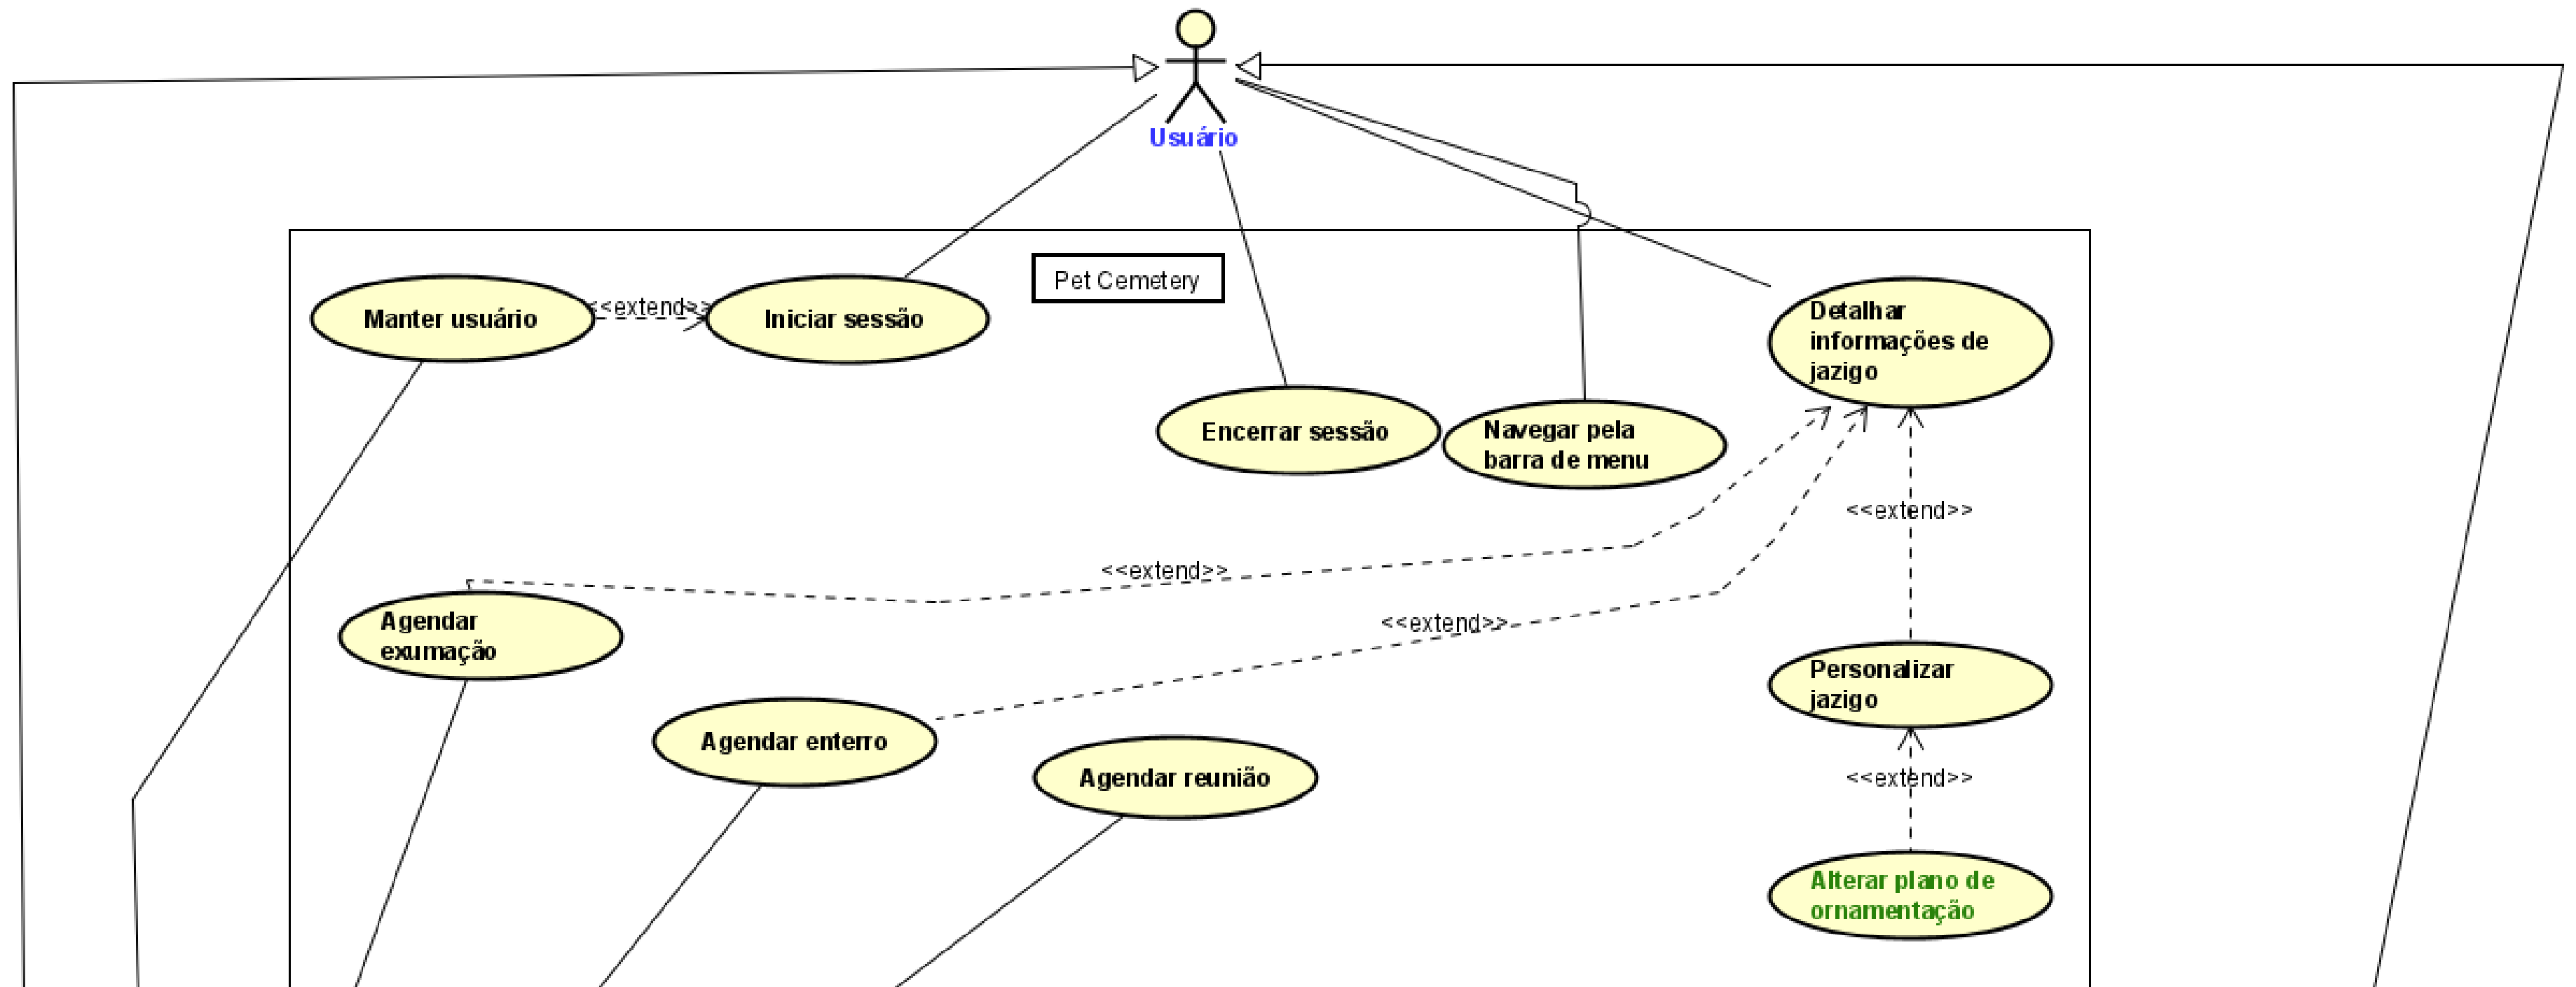 Usuário
Pet Cemetery
Manter usuário
<<extend>>
Iniciar sessão
Detalhar
informações de
jazigo
Encerrar sessão
Navegar pela
barra de menu
<<extend>>
<<extend>>
<<extend>>
Agendar
exumação
Personalizar
jazigo
Agendar enterro
Agendar reunião
<<extend>>
Alterar plano de
ornamentação